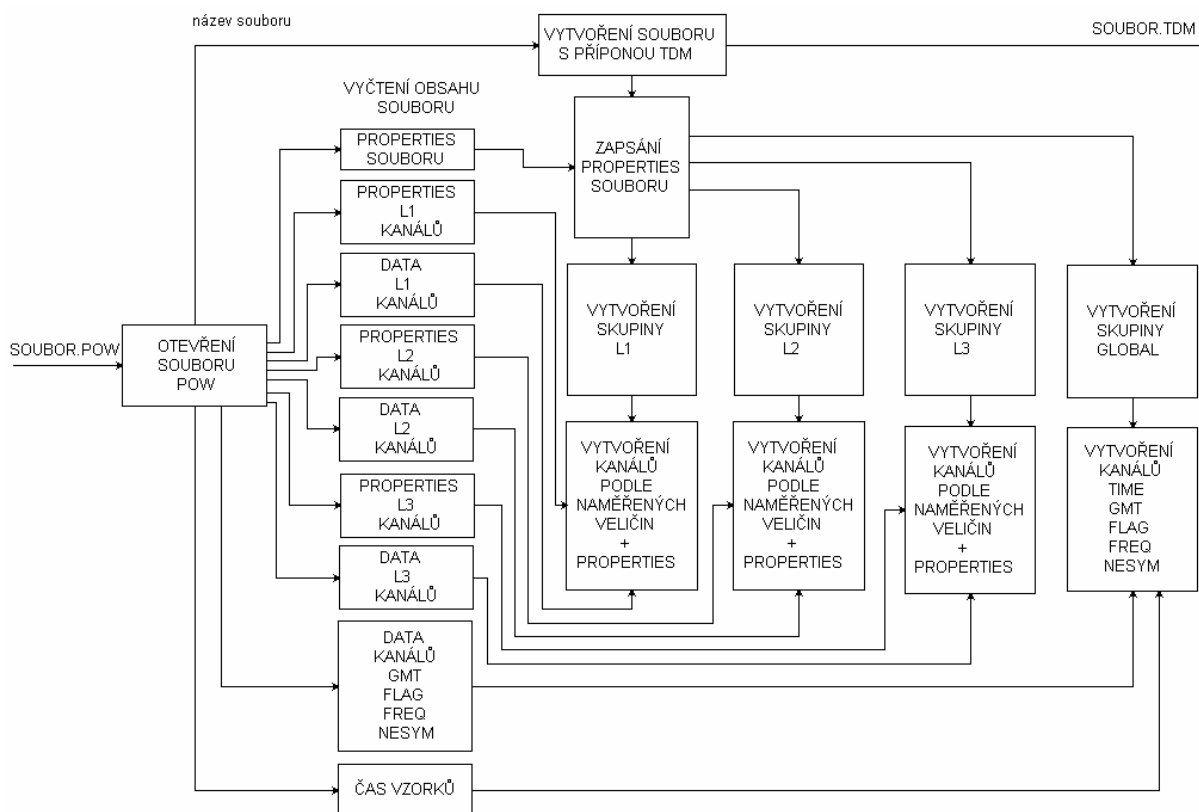 název souboru
VYTVOŘENÍ SOUBORU
S PŘÍPONOU TDM
SOUBOR.TDM
VYČTENÍ OBSAHU
SOUBORU
PROPERTIES
SOUBORU
ZAPSÁNÍ
PROPERTIES
SOUBORU
PROPERTIES
L1
KANÁLŮ
DATA
L1
KANÁLŮ
SOUBOR.POW
OTEVŘENÍ
SOUBORU
POW
PROPERTIES
L2
KANÁLŮ
DATA
L2
KANÁLŮ
PROPERTIES
L3
KANÁLŮ
DATA
L3
KANÁLŮ
DATA
KANÁLŮ
GMT
FLAG
FREQ
NESYM
ČAS VZORKŮ
VYTVOŘENÍ
SKUPINY
L1
VYTVOŘENÍ
SKUPINY
L2
VYTVOŘENÍ
SKUPINY
L3
VYTVOŘENÍ
SKUPINY
GLOBAL
VYTVOŘENÍ
KANÁLŮ
PODLE
NAMĚŘENÝCH
VELIČIN
+
PROPERTIES
VYTVOŘENÍ
KANÁLŮ
PODLE
NAMĚŘENÝCH
VELIČIN
+
PROPERTIES
VYTVOŘENÍ
KANÁLŮ
PODLE
NAMĚŘENÝCH
VELIČIN
+
PROPERTIES
VYTVOŘENÍ
KANÁLŮ
TIME
GMT
FLAG
FREQ
NESYM